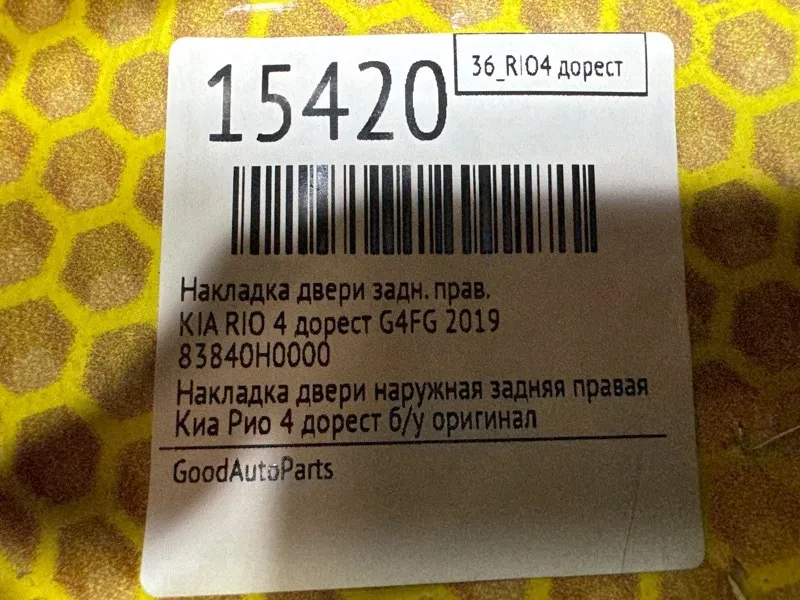 15420
36_RIO4 дорест
Накладка двери задн. прав.
KIA RIO 4 дорест G4FG 2019
83840H0000
Накладка двери наружная задняя правая
Киа Рио 4 дорест б/у оригинал
GoodAutoParts